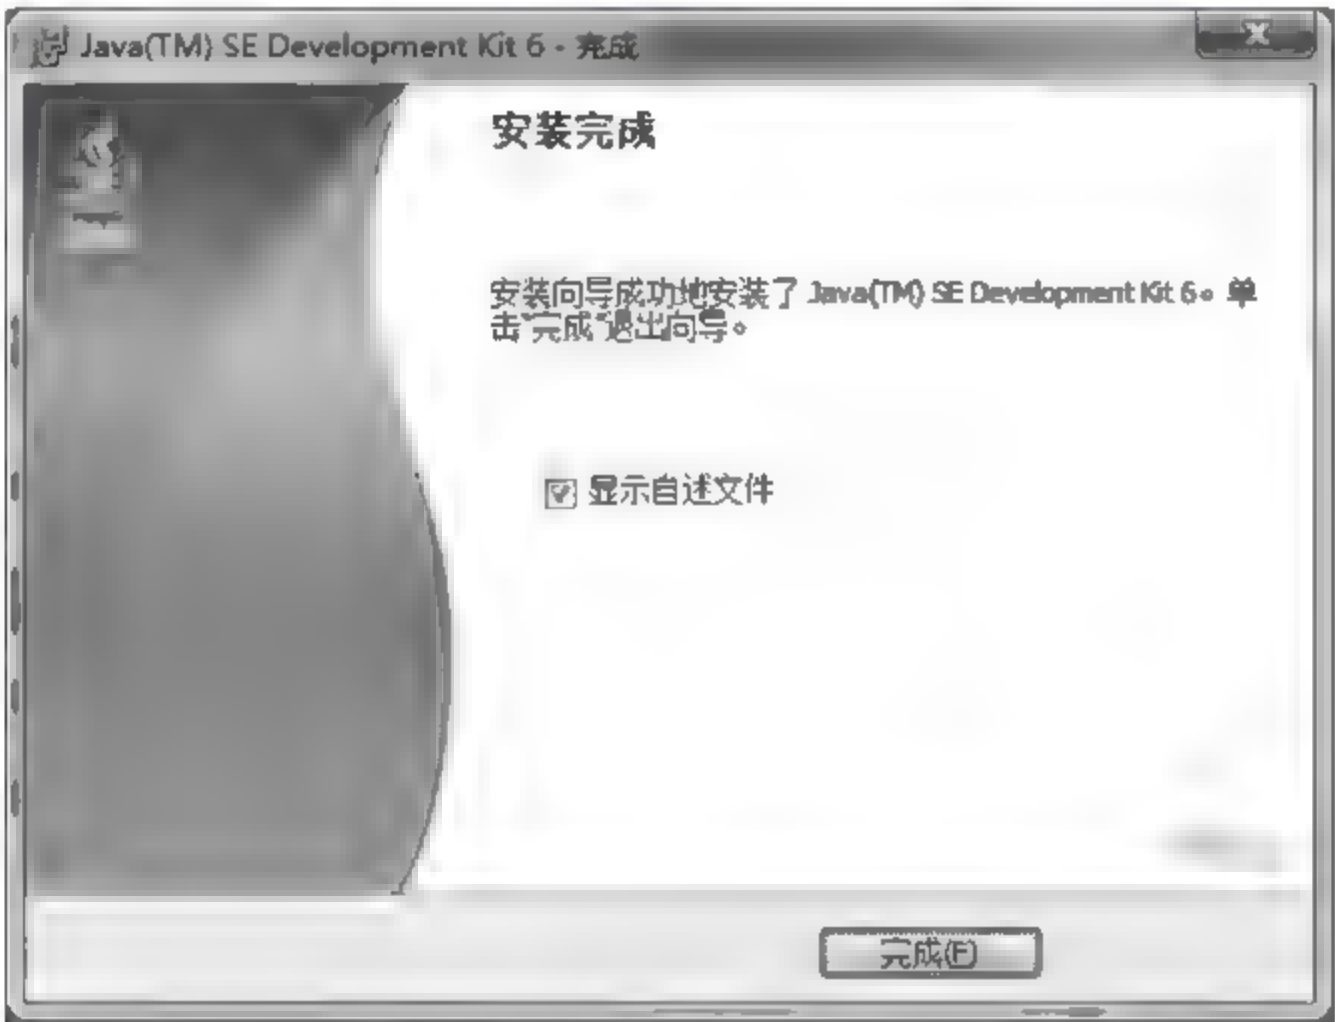 Java(TM) SE Development Kit 6 - 完成
安装完成
安装向导成功地安装了 Java(TM) SE Development Kit 6。单
击"完成"退出向导。
显示自述文件
完成(F)